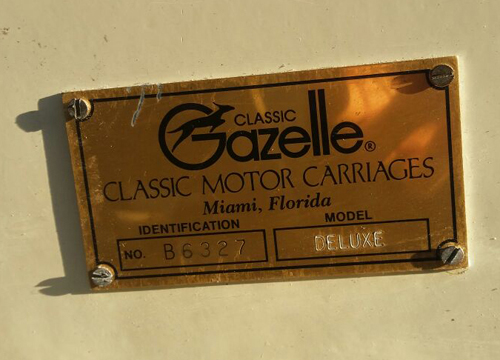 CLASSIC
Gazelle®
CLASSIC MOTOR CARRIAGES
Miami, Florida
IDENTIFICATION MODEL
NO. B6327 DELUXE